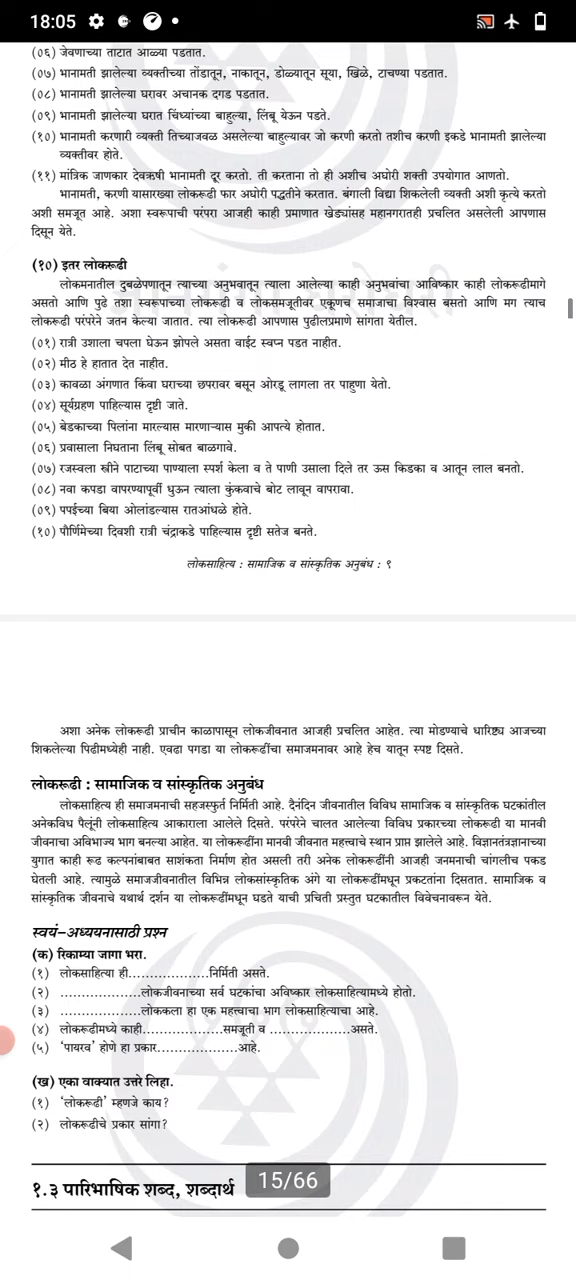 18:05
(०६) जेवणाच्या ताटात आळ्या पडतात.
(०७) भानामती झालेल्या व्यक्तीच्या तोंडातून, नाकातून, डोळ्यातून सूया, खिळे, टाचण्या पडतात.
(०८) भानामती झालेल्या घरावर अचानक दगड पडतात.
(०९) भानामती झालेल्या घरात चिंध्यांच्या बाहुल्या, लिंबू येऊन पडते.
(१०) भानामती करणारी व्यक्ती तिच्याजवळ असलेल्या बाहुल्यावर जो करणी करतो तशीच करणी इकडे भानामती झालेल्या
व्यक्तीवर होते.
(११) मांत्रिक जाणकार देवऋषी भानामती दूर करतो. ती करताना तो ही अशीच अघोरी शक्ती उपयोगात आणतो.
भानामती, करणी यासारख्या लोकरूढी फार अघोरी पद्धतीने करतात. बंगाली विद्या शिकलेली व्यक्ती अशी कृत्ये करतो
अशी समजूत आहे. अशा स्वरूपाची परंपरा आजही काही प्रमाणात खेड्यांसह महानगरातही प्रचलित असलेली आपणास
दिसून येते.
(१०) इतर लोकरूढी
लोकमनातील दुबळेपणातून त्याच्या अनुभवातून त्याला आलेल्या काही अनुभवांचा आविष्कार काही लोकरूढीमागे
असतो आणि पुढे तशा स्वरूपाच्या लोकरूढी व लोकसमजूतीवर एकूणच समाजाचा विश्वास बसतो आणि मग त्याच
लोकरूढी परंपरेने जतन केल्या जातात. त्या लोकरूढी आपणास पुढीलप्रमाणे सांगता येतील.
(०१) रात्री उशाला चपला घेऊन झोपले असता वाईट स्वप्न पडत नाहीत.
(०२) मीठ हे हातात देत नाहीत.
(०३) कावळा अंगणात किंवा घराच्या छपरावर बसून ओरडू लागला तर पाहुणा येतो.
(०४) सूर्यग्रहण पाहिल्यास दृष्टी जाते.
(०५) बेडकाच्या पिलांना मारल्यास मारणाऱ्यास मुकी आपत्ये होतात.
(०६) प्रवासाला निघताना लिंबू सोबत बाळगावे.
(०७) रजस्वला स्त्रीने पाटाच्या पाण्याला स्पर्श केला व ते पाणी उसाला दिले तर ऊस किडका व आतून लाल बनतो.
(०८) नवा कपडा वापरण्यापूर्वी धुऊन त्याला कुंकवाचे बोट लावून वापरावा.
(०९) पपईच्या बिया ओलांडल्यास रातआंधळे होते.
(१०) पौर्णिमेच्या दिवशी रात्री चंद्राकडे पाहिल्यास दृष्टी सतेज बनते.
लोकसाहित्य : सामाजिक व सांस्कृतिक अनुबंध : ९
अशा अनेक लोकरूढी प्राचीन काळापासून लोकजीवनात आजही प्रचलित आहेत. त्या मोडण्याचे धारिष्ट्य आजच्या
शिकलेल्या पिढीमध्येही नाही. एवढा पगडा या लोकरूढींचा समाजमनावर आहे हेच यातून स्पष्ट दिसते.
लोकरूढी : सामाजिक व सांस्कृतिक अनुबंध
लोकसाहित्य ही समाजमनाची सहजस्फुर्त निर्मिती आहे. दैनंदिन जीवनातील विविध सामाजिक व सांस्कृतिक घटकांतील
अनेकविध पैलूंनी लोकसाहित्य आकाराला आलेले दिसते. परंपरेने चालत आलेल्या विविध प्रकारच्या लोकरूढी या मानवी
जीवनाचा अविभाज्य भाग बनल्या आहेत. या लोकरूढींना मानवी जीवनात महत्त्वाचे स्थान प्राप्त झालेले आहे. विज्ञानतंत्रज्ञानाच्या
युगात काही रूढ कल्पनांबाबत साशंकता निर्माण होत असली तरी अनेक लोकरूढींनी आजही जनमनाची चांगलीच पकड
घेतली आहे. त्यामुळे समाजजीवनातील विभिन्न लोकसांस्कृतिक अंगे या लोकरूढींमधून प्रकटतांना दिसतात. सामाजिक व
सांस्कृतिक जीवनाचे यथार्थ दर्शन या लोकरूढींमधून घडते याची प्रचिती प्रस्तुत घटकातील विवेचनावरून येते.
स्वयं-अध्ययनासाठी प्रश्न
(क) रिकाम्या जागा भरा.
(१) लोकसाहित्या ही..................निर्मिती असते.
(२) ..................लोकजीवनाच्या सर्व घटकांचा अविष्कार लोकसाहित्यामध्ये होतो.
(३) ..................लोककला हा एक महत्त्वाचा भाग लोकसाहित्याचा आहे.
(४) लोकरूढीमध्ये काही..................समजूती व ..................असते.
(५) 'पायरव' होणे हा प्रकार..................आहे.
(ख) एका वाक्यात उत्तरे लिहा.
(१) 'लोकरूढी' म्हणजे काय?
(२) लोकरूढीचे प्रकार सांगा?
१.३ पारिभाषिक शब्द, शब्दार्थ
15/66